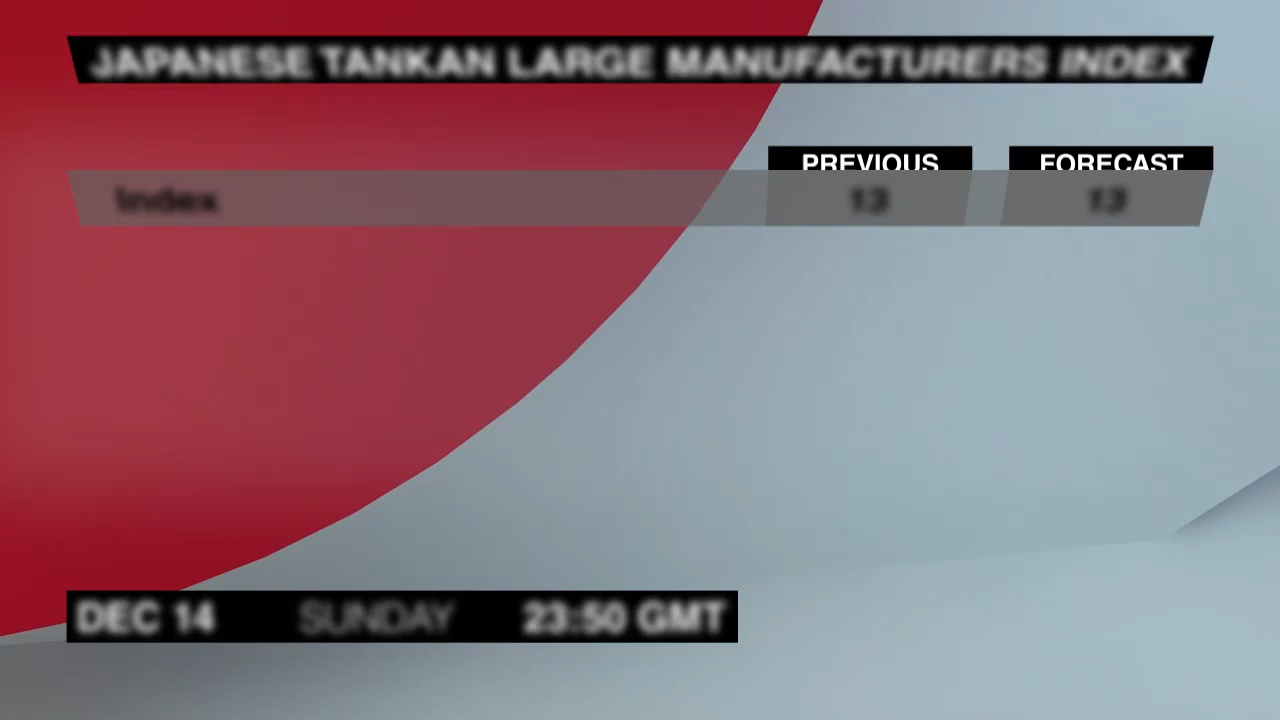 JAPANESE TANKAN LARGE MANUFACTURERS INDEX
PREVIOUS FORECAST
Index 13 13
DEC 14 SUNDAY 23:50 GMT